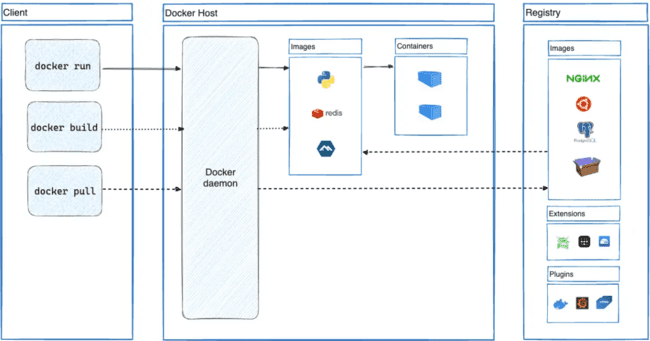 Client
docker run
docker build
docker pull
Docker Host
Docker
daemon
Images
redis
Containers
Registry
Images
NGINX
PostgreSQL
Extensions
Plugins